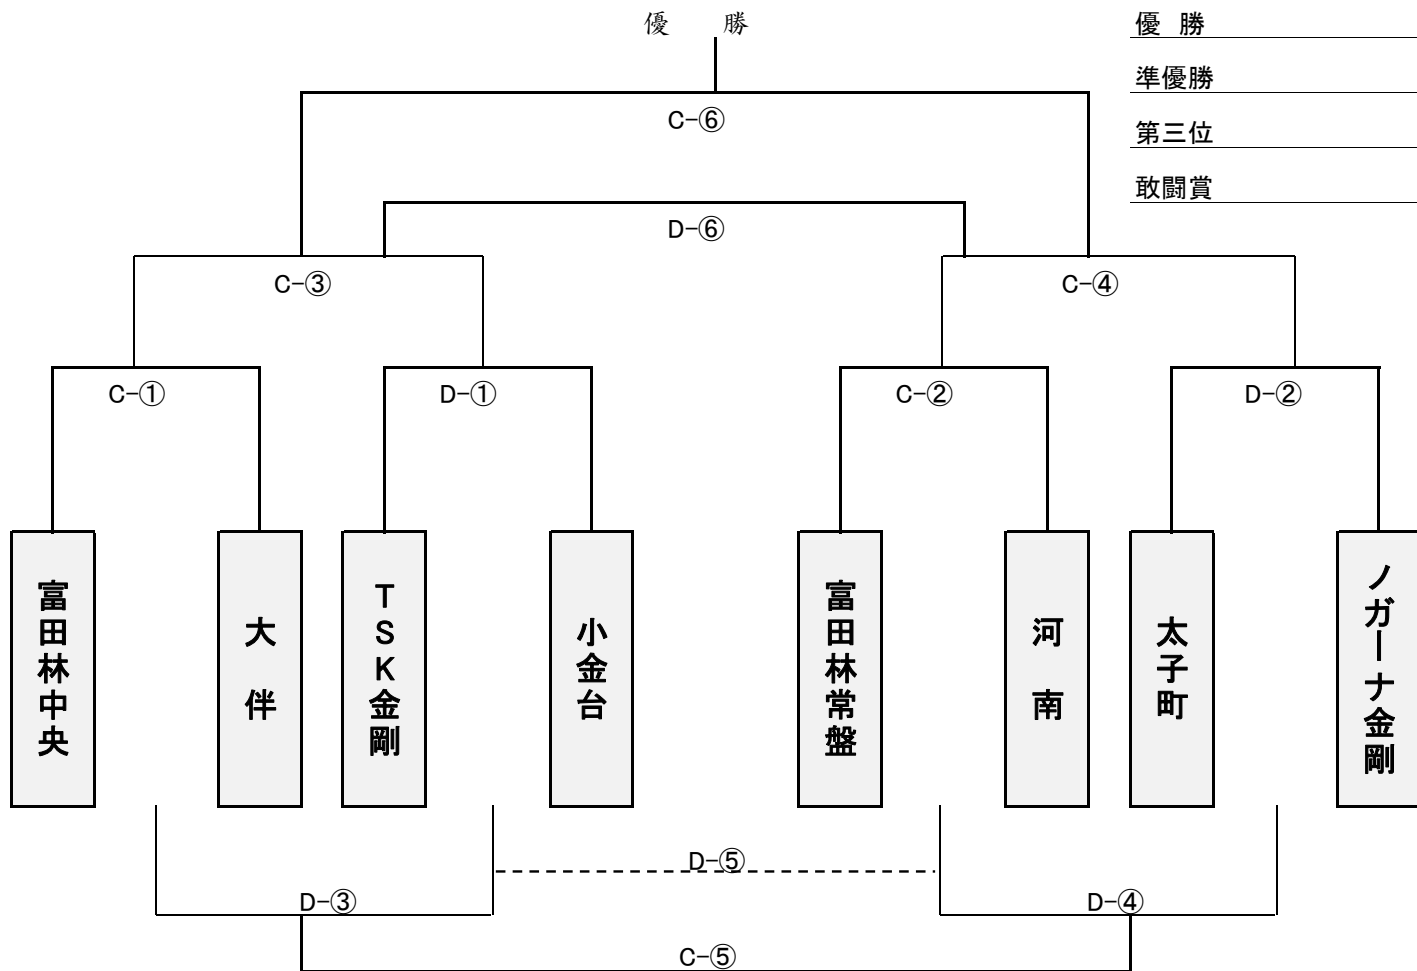 優 勝
優 勝
準優勝
第三位
敢闘賞
C-⑥
D-⑥
C-③
C-④
C-①
D-①
C-②
D-②
富田林中央
大 伴
TSK金剛
小金台
富田林常盤
河 南
太子町
ノガーナ金剛
D-⑤
D-③
D-④
C-⑤